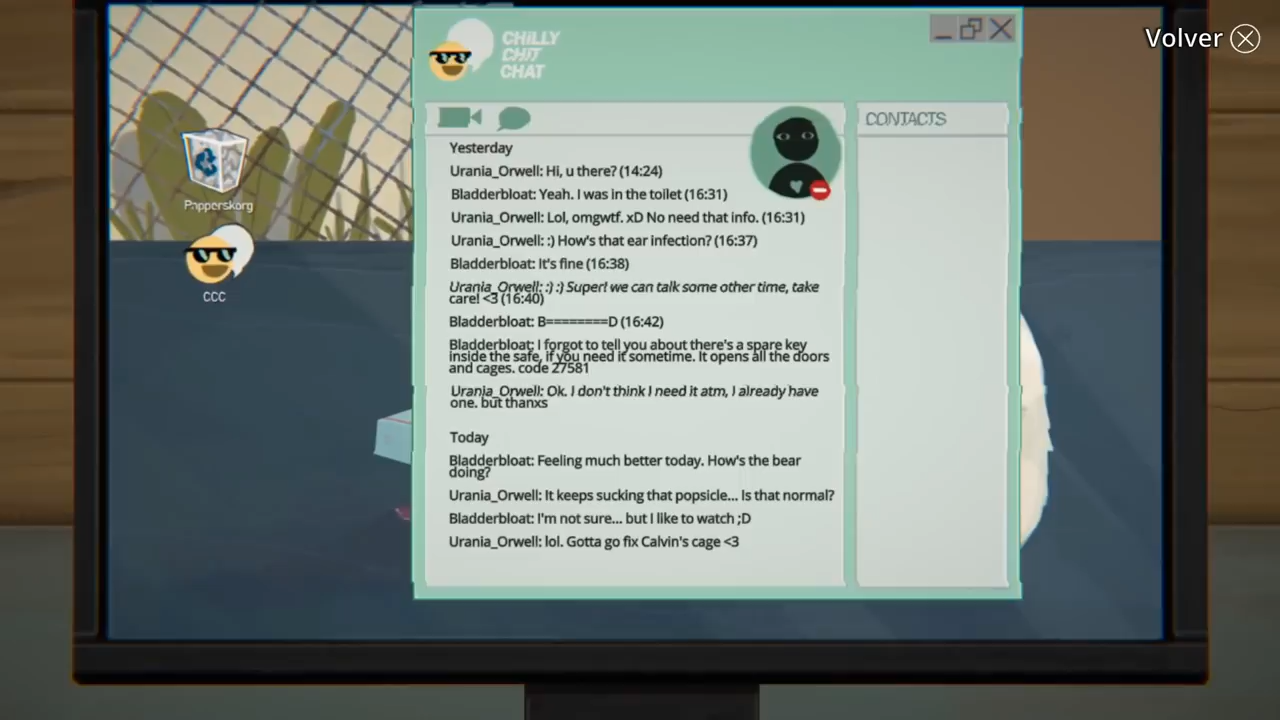 Volver
CHiLLY
CHIT
CHAT
CONTACTS
Papperskorg
CCC
Yesterday
Urania_Orwell: Hi, u there? (14:24)
Bladderbloat: Yeah. I was in the toilet (16:31)
Urania_Orwell: Lol, omgwtf. xD No need that info. (16:31)
Urania_Orwell: :) How's that ear infection? (16:37)
Bladderbloat: It's fine (16:38)
Urania_Orwell: :) :) Super! we can talk some other time, take
care! <3 (16:40)
Bladderbloat: B========D (16:42)
Bladderbloat: I forgot to tell you about there's a spare key
inside the safe, if you need it sometime. It opens all the doors
and cages. code 27581
Urania_Orwell: Ok. I don't think I need it atm, I already have
one. but thanxs
Today
Bladderbloat: Feeling much better today. How's the bear
doing?
Urania_Orwell: It keeps sucking that popsicle... Is that normal?
Bladderbloat: I'm not sure... but I like to watch ;D
Urania_Orwell: lol. Gotta go fix Calvin's cage <3